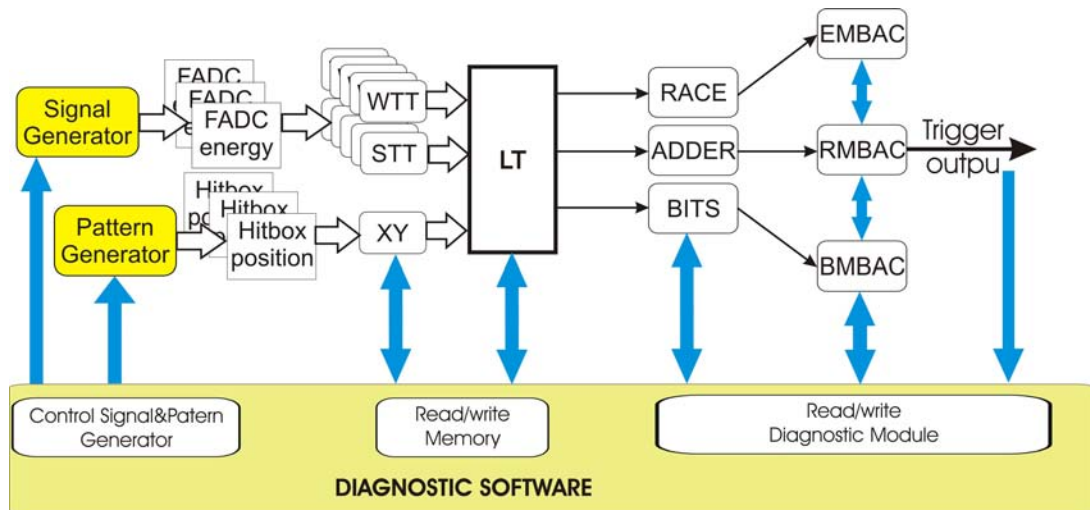 EMBAC
FADC
FADC
FADC
energy
Signal
Generator
WTT
STT
LT
RACE
ADDER
RMBAC
Trigger
outpu
Hitbox
po
Hitbox
Hitbox
position
Pattern
Generator
XY
BITS
BMBAC
Control Signal&Patern
Generator
Read/write
Memory
Read/write
Diagnostic Module
DIAGNOSTIC SOFTWARE